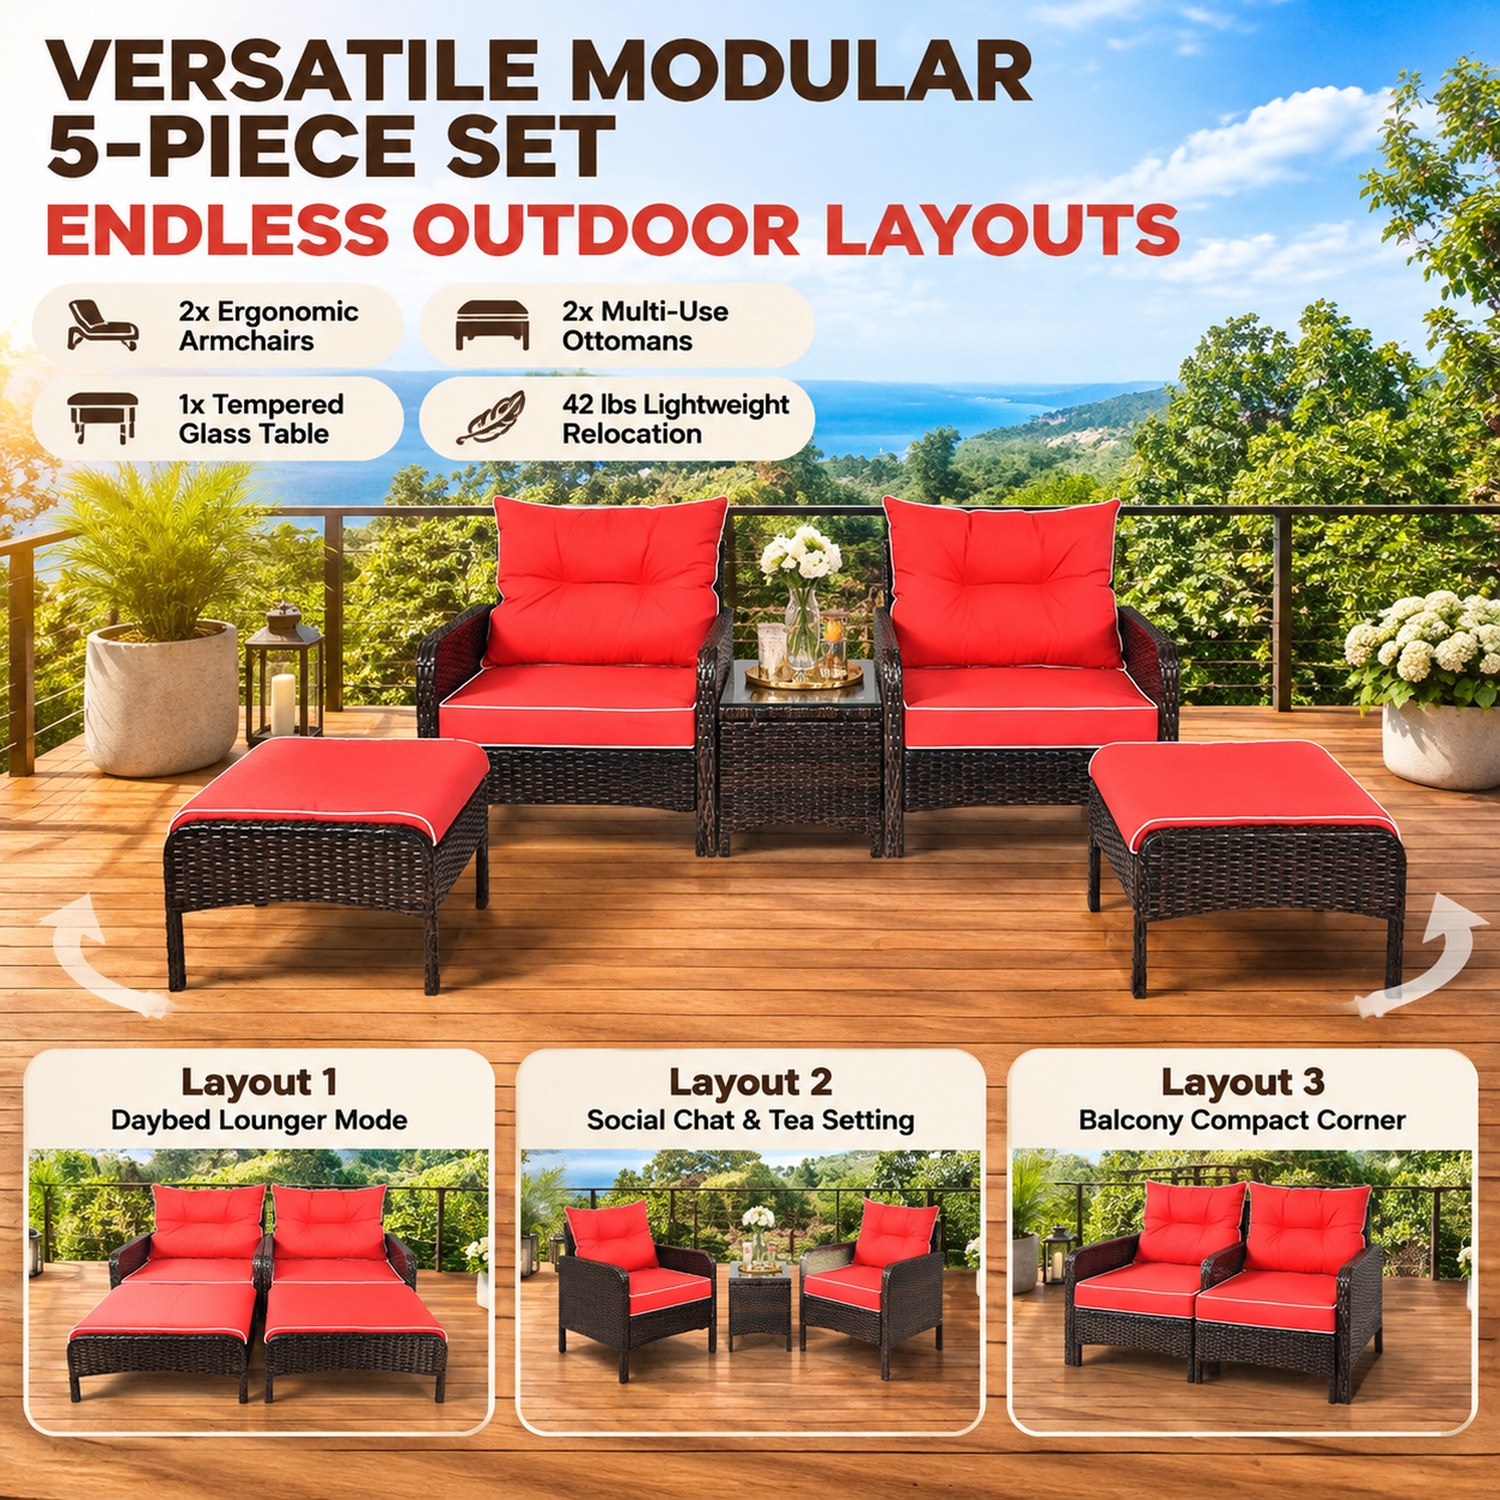 VERSATILE MODULAR
5-PIECE SET
ENDLESS OUTDOOR LAYOUTS
2x Ergonomic
Armchairs
2x Multi-Use
Ottomans
1x Tempered
Glass Table
42 lbs Lightweight
Relocation
Layout 1
Daybed Lounger Mode
Layout 2
Social Chat & Tea Setting
Layout 3
Balcony Compact Corner